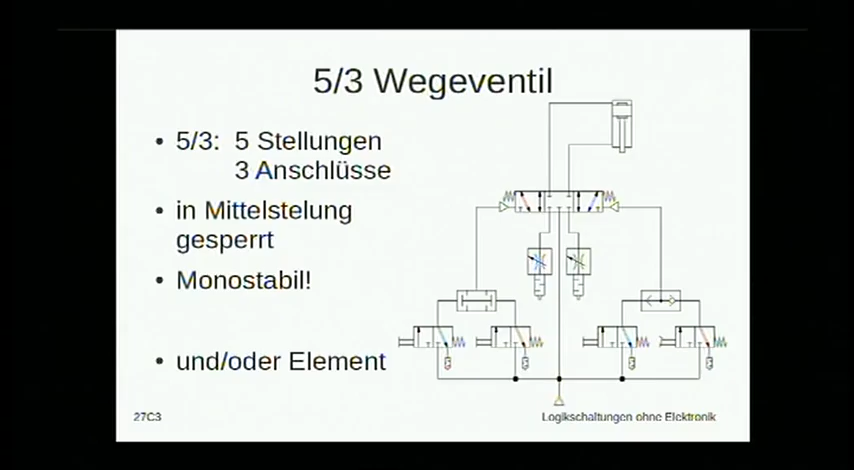 5/3 Wegeventil
• 5/3: 5 Stellungen
3 Anschlüsse
• in Mittelstelung
gesperrt
• Monostabil!
• und/oder Element
27C3
Logikschaltungen ohne Elektronik